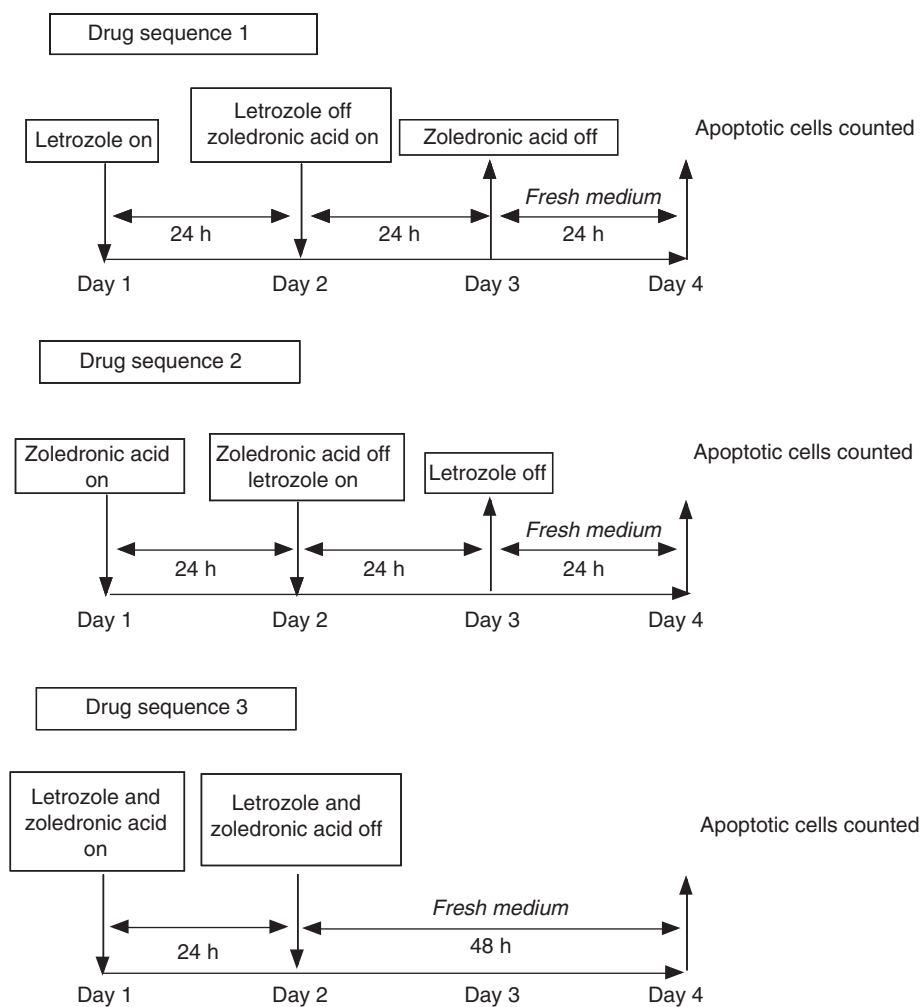 Drug sequence 1
Letrozole on
Letrozole off
zoledronic acid on
Zoledronic acid off
Apoptotic cells counted
Fresh medium
24 h
24 h
24 h
Day 1
Day 2
Day 3
Day 4
Drug sequence 2
Zoledronic acid
on
Zoledronic acid off
letrozole on
Letrozole off
Apoptotic cells counted
Fresh medium
24 h
24 h
24 h
Day 1
Day 2
Day 3
Day 4
Drug sequence 3
Letrozole and
zoledronic acid
on
Letrozole and
zoledronic acid off
Apoptotic cells counted
Fresh medium
24 h
48 h
Day 1
Day 2
Day 3
Day 4